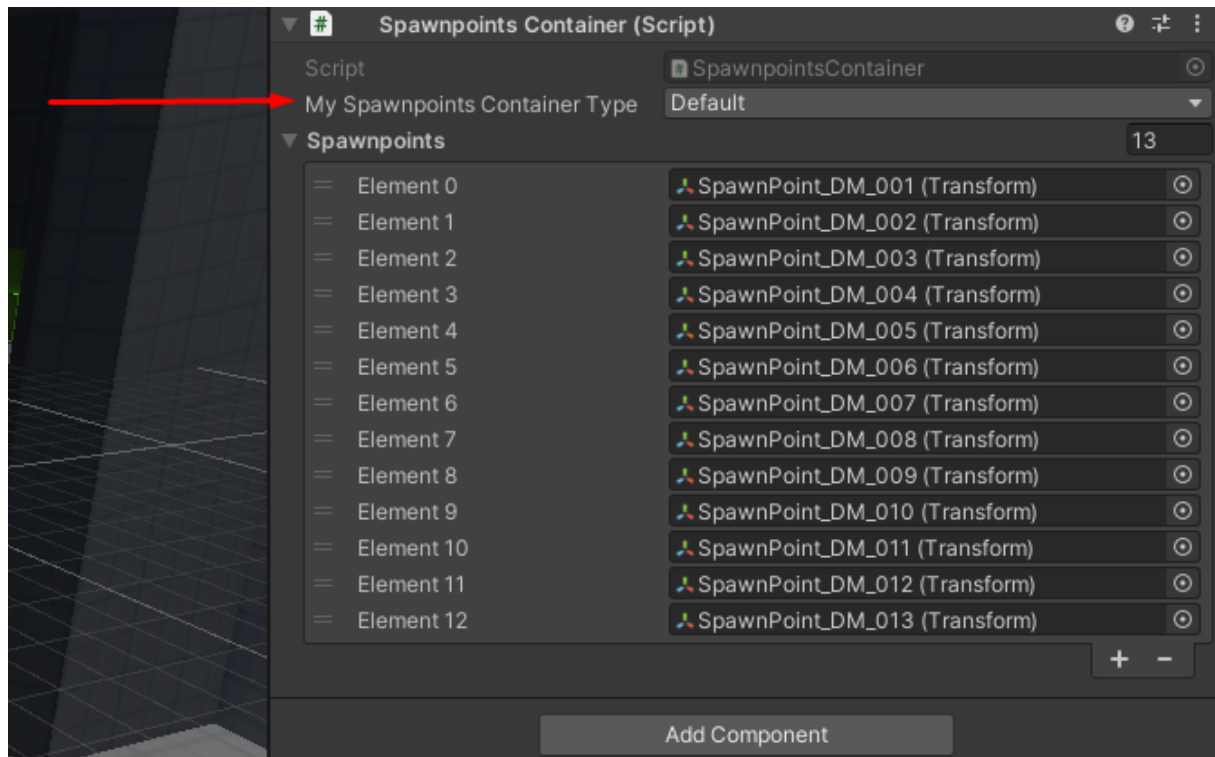 Spawnpoints Container (Script)
Script SpawnpointsContainer
My Spawnpoints Container Type Default
Spawnpoints 13
Element 0 SpawnPoint_DM_001 (Transform)
Element 1 SpawnPoint_DM_002 (Transform)
Element 2 SpawnPoint_DM_003 (Transform)
Element 3 SpawnPoint_DM_004 (Transform)
Element 4 SpawnPoint_DM_005 (Transform)
Element 5 SpawnPoint_DM_006 (Transform)
Element 6 SpawnPoint_DM_007 (Transform)
Element 7 SpawnPoint_DM_008 (Transform)
Element 8 SpawnPoint_DM_009 (Transform)
Element 9 SpawnPoint_DM_010 (Transform)
Element 10 SpawnPoint_DM_011 (Transform)
Element 11 SpawnPoint_DM_012 (Transform)
Element 12 SpawnPoint_DM_013 (Transform)
Add Component